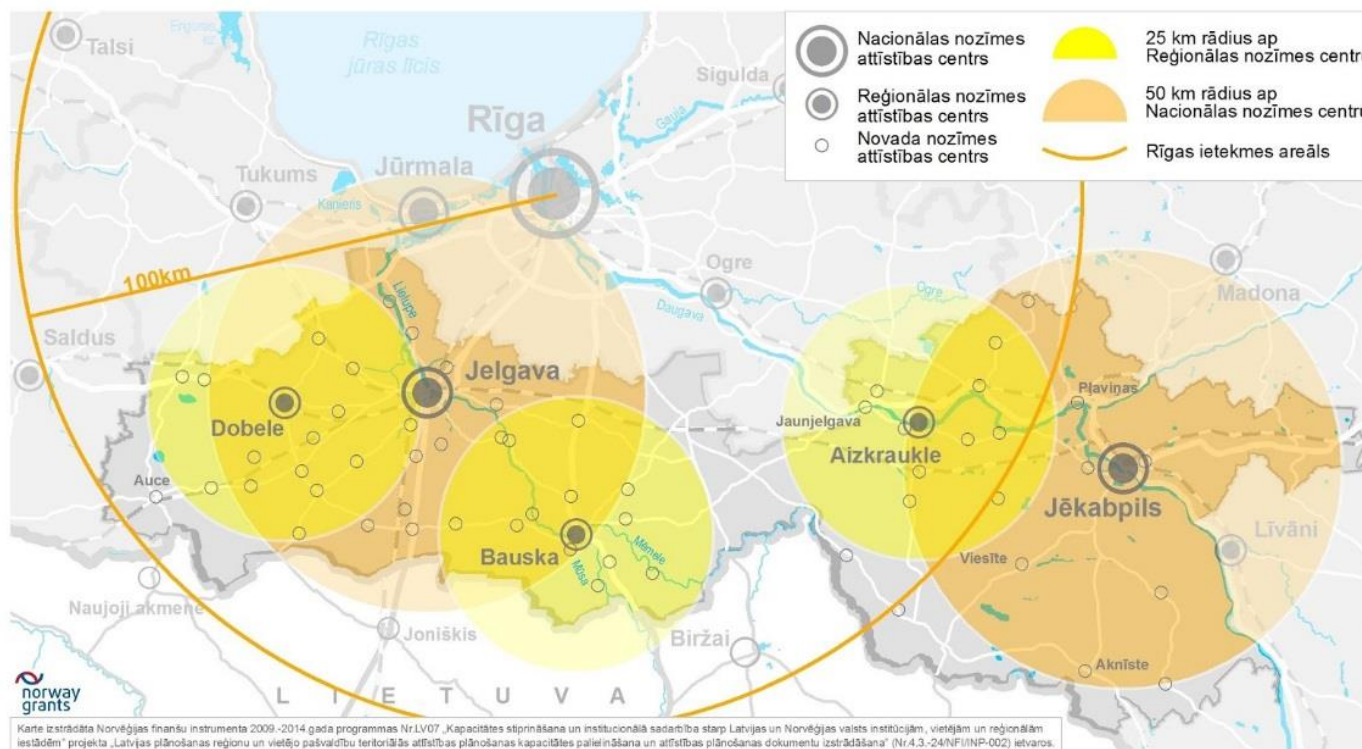 Talsi
Engures
ez
Rīgas
jūras līcis
Sigulda
Gauja
Nacionālas nozīmes
attīstības centrs
Reģionālas nozīmes
attīstības centrs
Novada nozīmes
attīstības centrs
25 km rādius ap
Reģionālas nozīmes centr
50 km rādius ap
Nacionālas nozīmes centr
Rīgas ietekmes areāls
Rīga
Jūrmala
Tukums
Kaņieris
100km
Ogre
Daugava
Ogre
Madona
Lielupe
Saldus
Jelgava
Dobele
Pļaviņas
Jaunjelgava
Aizkraukle
Auce
Jēkabpils
Līvāni
Bauska
Mēmele
Mūsa
Viesīte
Naujoji akmenė
Joniškis
Biržai
Aknīste
LIETUVA
norway
grants
Karte izstrādāta Norvēģijas finanšu instrumenta 2009.-2014.gada programmas Nr.LV07 „Kapacitātes stiprināšana un institucionālā sadarbība starp Latvijas un Norvēģijas valsts institūcijām, vietējām un reģionālām
iestādēm" projekta „Latvijas plānošanas reģionu un vietējo pašvaldību teritoriālās attīstības plānošanas kapacitātes palielināšana un attīstības plānošanas dokumentu izstrādāšana" (Nr.4.3.-24/NFI/INP-002) ietvaros.